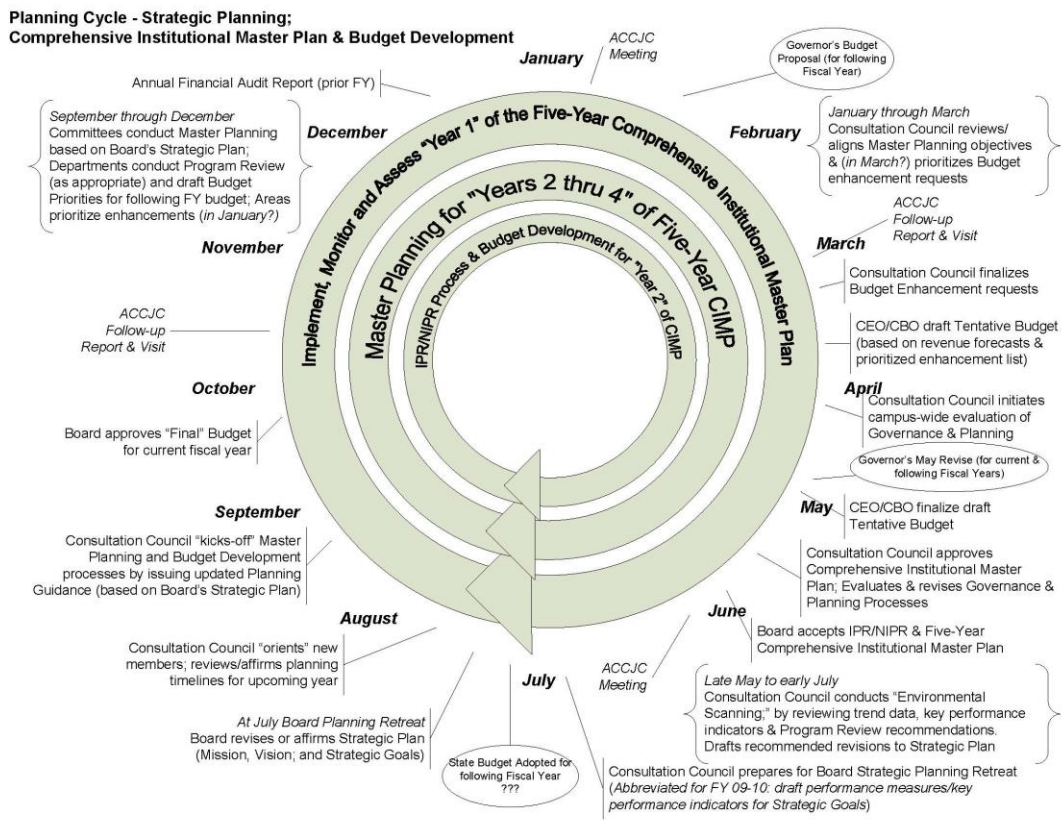 Planning Cycle - Strategic Planning;
Comprehensive Institutional Master Plan & Budget Development
January
ACCJC
Meeting
Governor's Budget
Proposal (for following
Fiscal Year)
February
January through March
Consultation Council reviews/
aligns Master Planning objectives
& (in March?) prioritizes Budget
enhancement requests
ACCJC
Follow-up
Report & Visit
March
Consultation Council finalizes
Budget Enhancement requests
CEO/CBO draft Tentative Budget
(based on revenue forecasts &
prioritized enhancement list)
April
Consultation Council initiates
campus-wide evaluation of
Governance & Planning
Governor's May Revise (for current &
following Fiscal Years)
May
CEO/CBO finalize draft
Tentative Budget
Consultation Council approves
Comprehensive Institutional Master
Plan; Evaluates & revises Governance &
Planning Processes
June
Board accepts IPR/NIPR & Five-Year
Comprehensive Institutional Master Plan
ACCJC
Meeting
Late May to early July
Consultation Council conducts “Environmental
Scanning;” by reviewing trend data, key performance
indicators & Program Review recommendations.
Drafts recommended revisions to Strategic Plan
July
Consultation Council prepares for Board Strategic Planning Retreat
(Abbreviated for FY 09-10: draft performance measures/key
performance indicators for Strategic Goals)
State Budget Adopted for
following Fiscal Year
???
At July Board Planning Retreat
Board revises or affirms Strategic Plan
(Mission, Vision; and Strategic Goals)
August
Consultation Council “orients” new
members; reviews/affirms planning
timelines for upcoming year
September
Consultation Council “kicks-off” Master
Planning and Budget Development
processes by issuing updated Planning
Guidance (based on Board's Strategic Plan)
October
Board approves “Final” Budget
for current fiscal year
ACCJC
Follow-up
Report & Visit
November
December
September through December
Committees conduct Master Planning
based on Board's Strategic Plan;
Departments conduct Program Review
(as appropriate) and draft Budget
Priorities for following FY budget; Areas
prioritize enhancements (in January?)
Annual Financial Audit Report (prior FY)
Implement, Monitor and Assess "Year 1" of the Five-Year Comprehensive Institutional Master Plan
Master Planning for "Years 2 thru 4" of Five-Year CIMP
IPR/NIPR Process & Budget Development for "Year 2" of CIMP